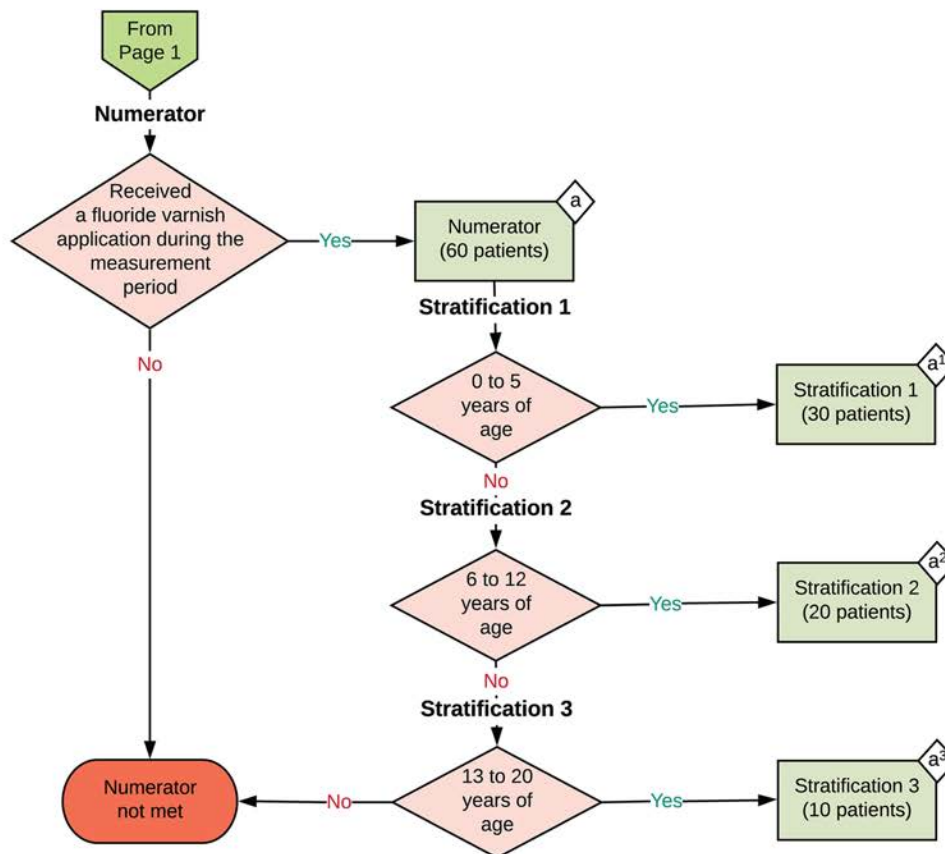 From
Page 1
Numerator
Received
a fluoride varnish
application during the
measurement
period
Yes
Numerator
(60 patients)
a
No
Stratification 1
0 to 5
years of
age
Yes
Stratification 1
(30 patients)
a¹
No
Stratification 2
6 to 12
years of
age
Yes
Stratification 2
(20 patients)
a²
No
Stratification 3
13 to 20
years of
age
Yes
Stratification 3
(10 patients)
a³
No
Numerator
not met